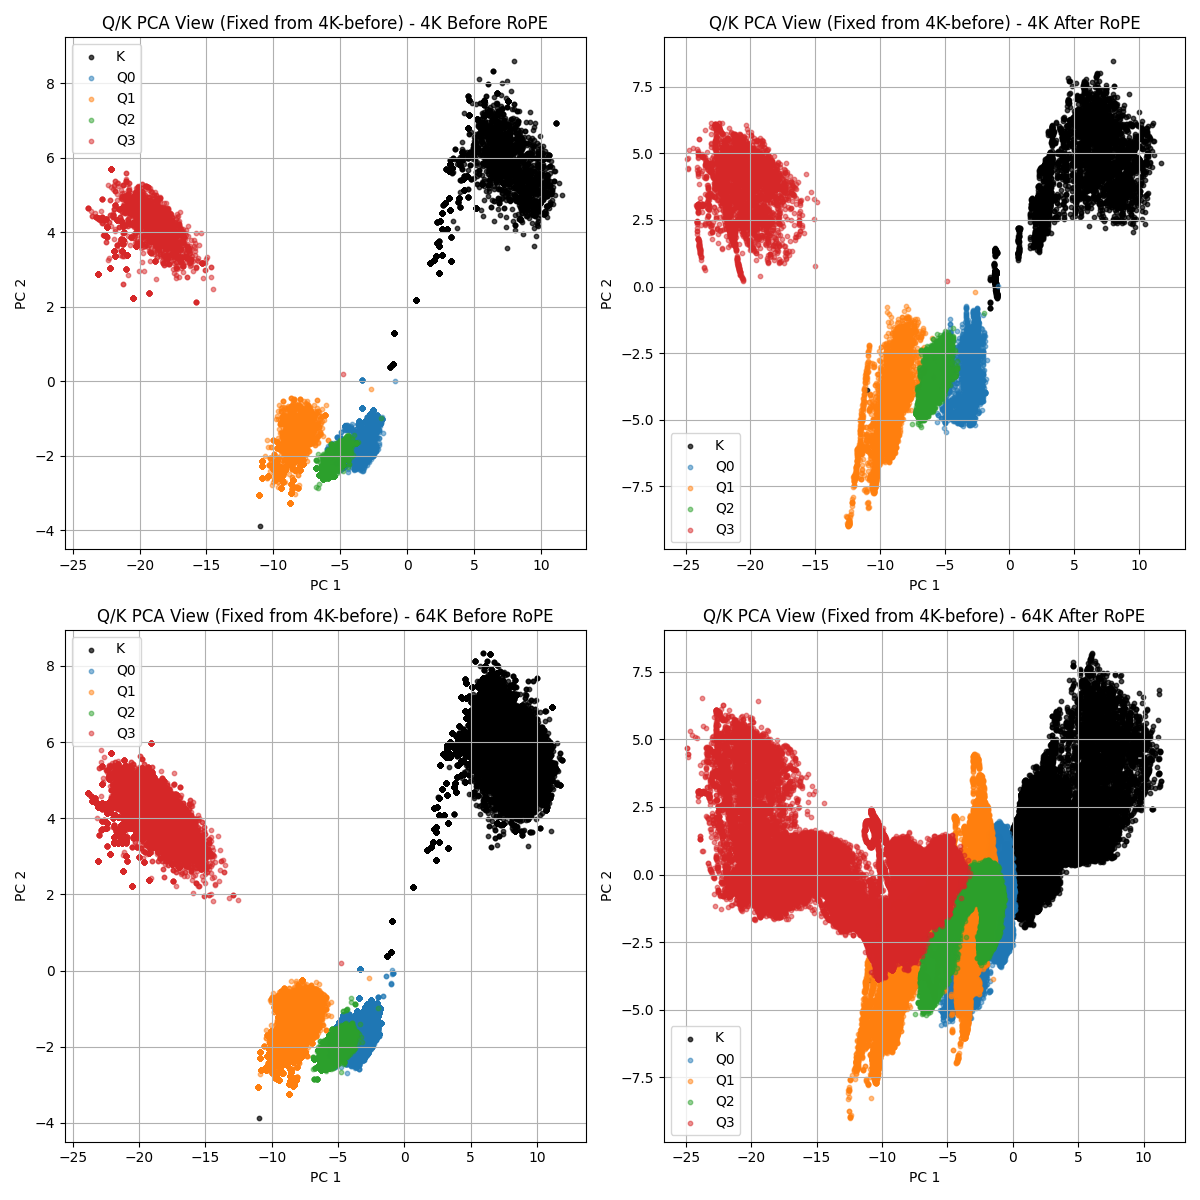 Q/K PCA View (Fixed from 4K-before) - 4K Before RoPE
K
Q0
Q1
Q2
Q3
PC 2
8
6
4
2
0
−2
−4
−25 −20 −15 −10 −5 0 5 10
PC 1
Q/K PCA View (Fixed from 4K-before) - 4K After RoPE
PC 2
7.5
5.0
2.5
0.0
−2.5
−5.0
−7.5
K
Q0
Q1
Q2
Q3
−25 −20 −15 −10 −5 0 5 10
PC 1
Q/K PCA View (Fixed from 4K-before) - 64K Before RoPE
K
Q0
Q1
Q2
Q3
PC 2
8
6
4
2
0
−2
−4
−25 −20 −15 −10 −5 0 5 10
PC 1
Q/K PCA View (Fixed from 4K-before) - 64K After RoPE
PC 2
7.5
5.0
2.5
0.0
−2.5
−5.0
−7.5
K
Q0
Q1
Q2
Q3
−25 −20 −15 −10 −5 0 5 10
PC 1